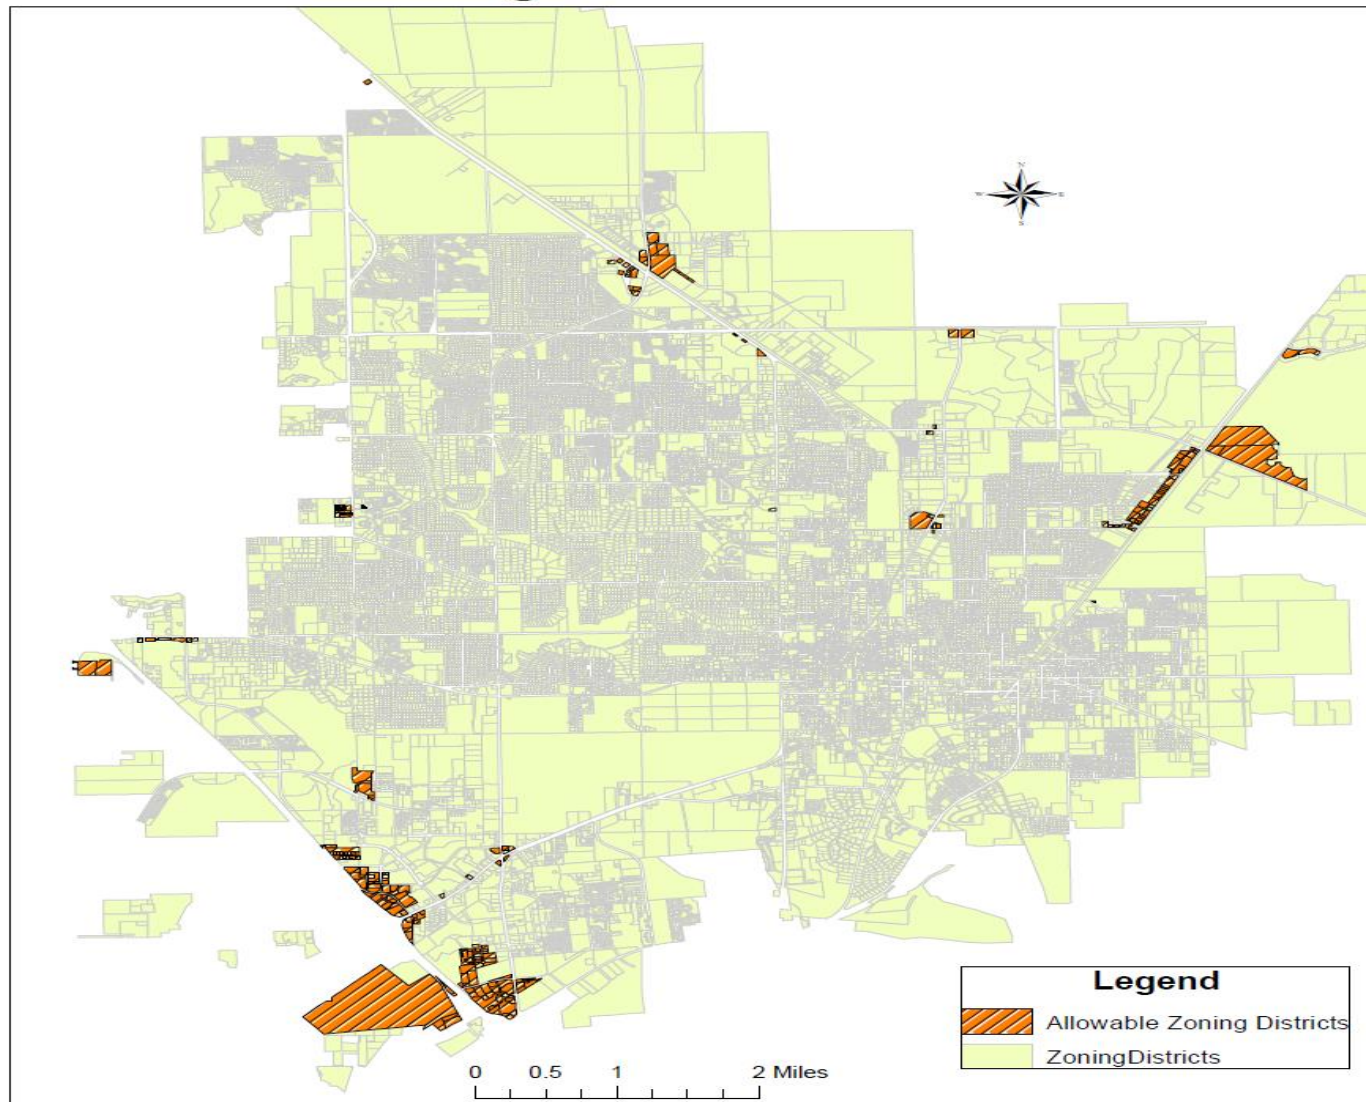 N
W
E
S
Legend
Allowable Zoning Districts
ZoningDistricts
0 0.5 1 2 Miles